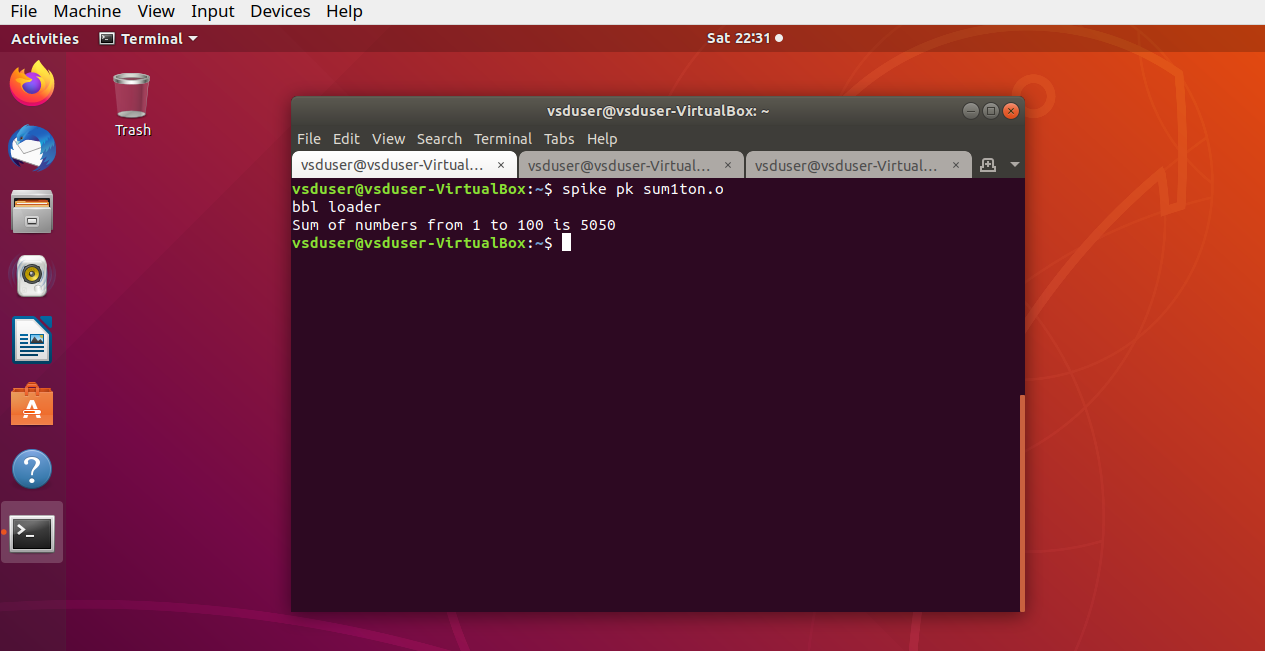 File Machine View Input Devices Help
Activities Terminal Sat 22:31
Trash
vsduser@vsduser-VirtualBox: ~
File Edit View Search Terminal Tabs Help
vsduser@vsduser-Virtual... × vsduser@vsduser-Virtual... × vsduser@vsduser-Virtual... ×
vsduser@vsduser-VirtualBox:~$ spike pk sum1ton.o
bbl loader
Sum of numbers from 1 to 100 is 5050
vsduser@vsduser-VirtualBox:~$